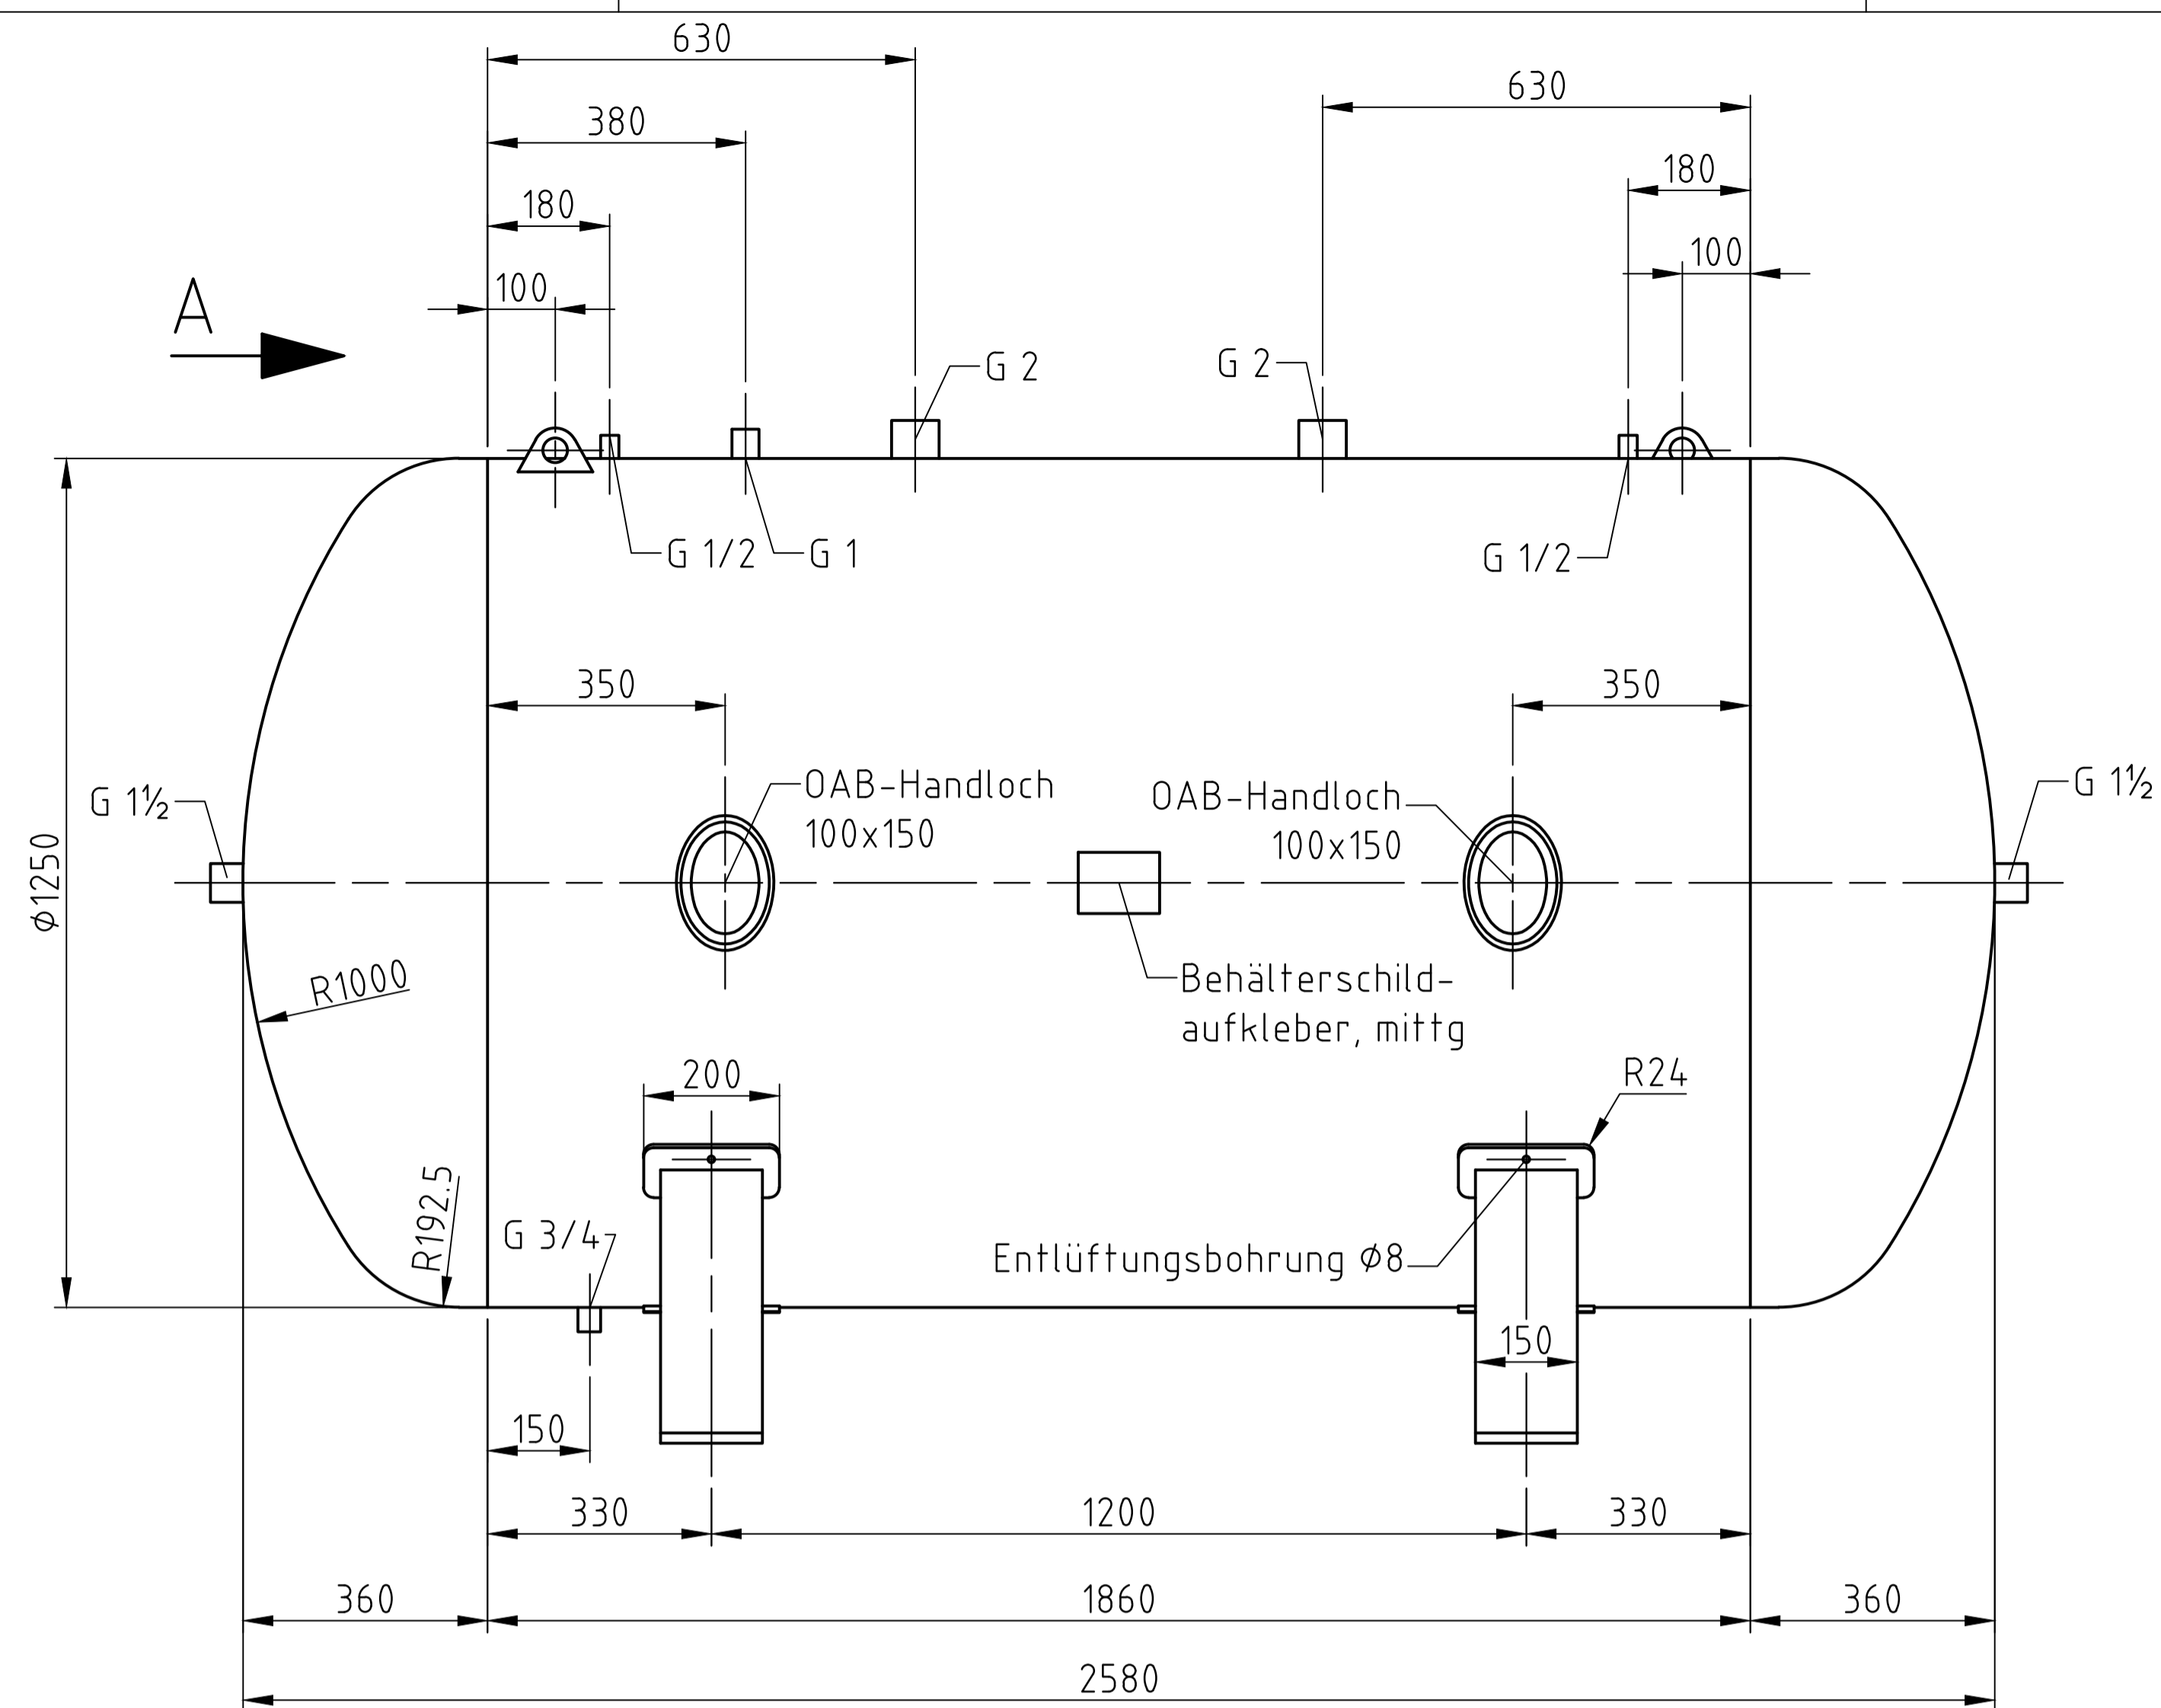 630
630
380
180
180
100
100
A
G 2
G 2
G 1/2
G 1
G 1/2
350
350
G 1½
OAB-Handloch
100x150
OAB-Handloch
100x150
G 1½
⌀1250
R1000
Behälterschild-
aufkleber, mittg
200
R24
R192.5
G 3/4
Entlüftungsbohrung ⌀8
150
150
330
1200
330
360
1860
360
2580